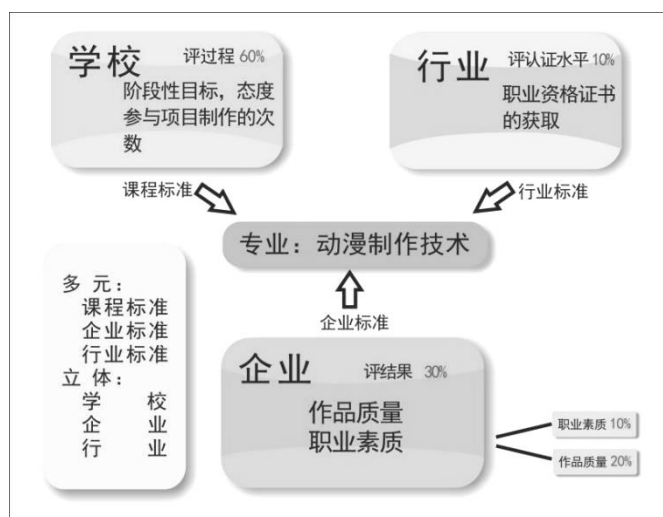 学校 评过程 60%
阶段性目标，态度
参与项目制作的次
数
行业 评认证水平 10%
职业资格证书
的获取
课程标准
行业标准
专业：动漫制作技术
企业标准
多 元：
课程标准
企业标准
行业标准
立 体：
学 校
企 业
行 业
企业 评结果 30%
作品质量
职业素质
职业素质 10%
作品质量 20%